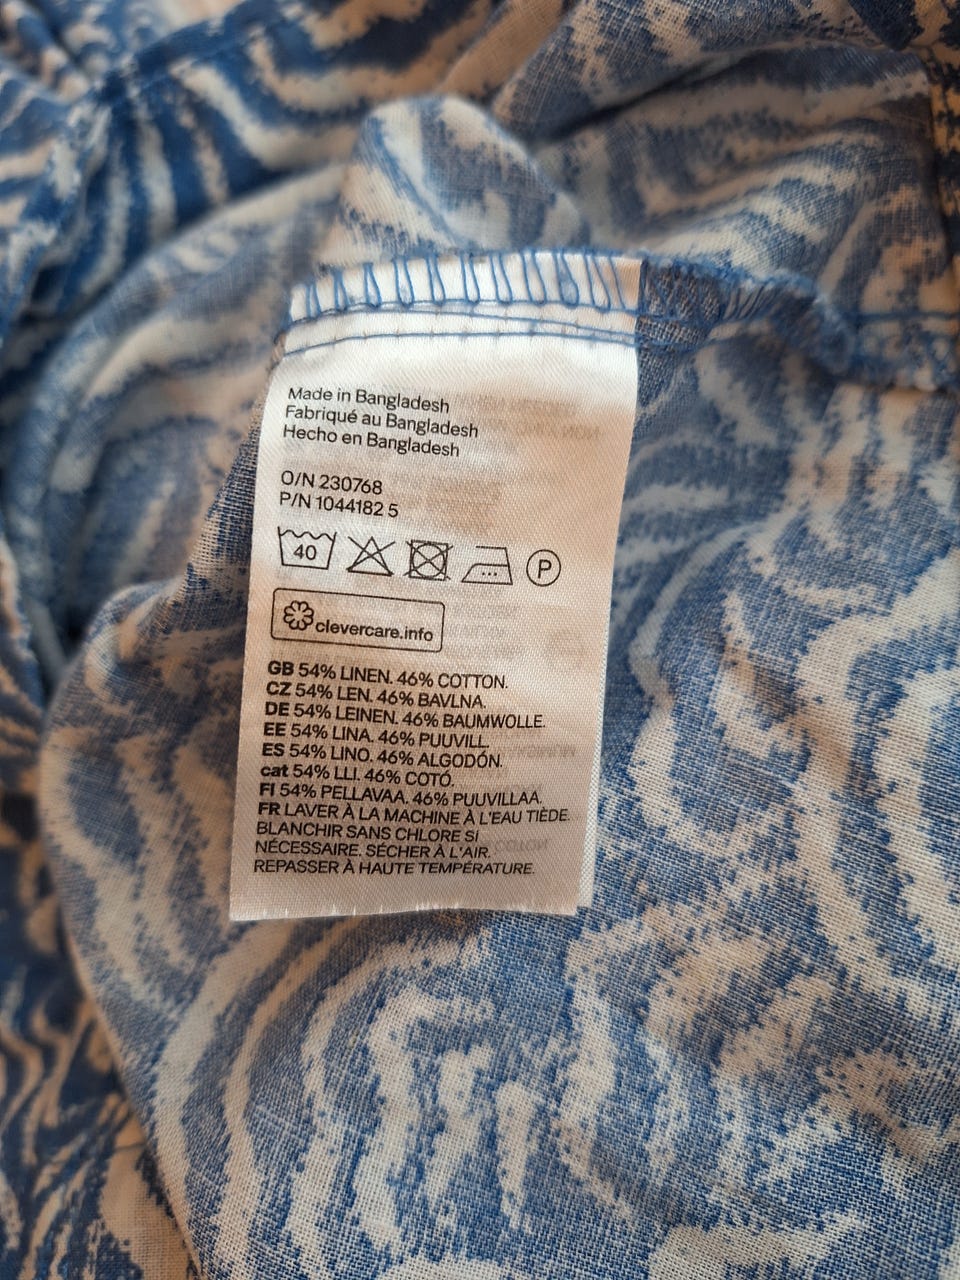 Made in Bangladesh
Fabriqué au Bangladesh
Hecho en Bangladesh
O/N 230768
P/N 1044182 5
40
P
clevercare.info
GB 54% LINEN. 46% COTTON.
CZ 54% LEN. 46% BAVLNA.
DE 54% LEINEN. 46% BAUMWOLLE.
EE 54% LINA. 46% PUUVILL.
ES 54% LINO. 46% ALGODÓN.
cat 54% LLI. 46% COTÓ.
FI 54% PELLAVAA. 46% PUUVILLAA.
FR LAVER À LA MACHINE À L'EAU TIÈDE.
BLANCHIR SANS CHLORE SI
NÉCESSAIRE. SÉCHER À L'AIR.
REPASSER À HAUTE TEMPÉRATURE.